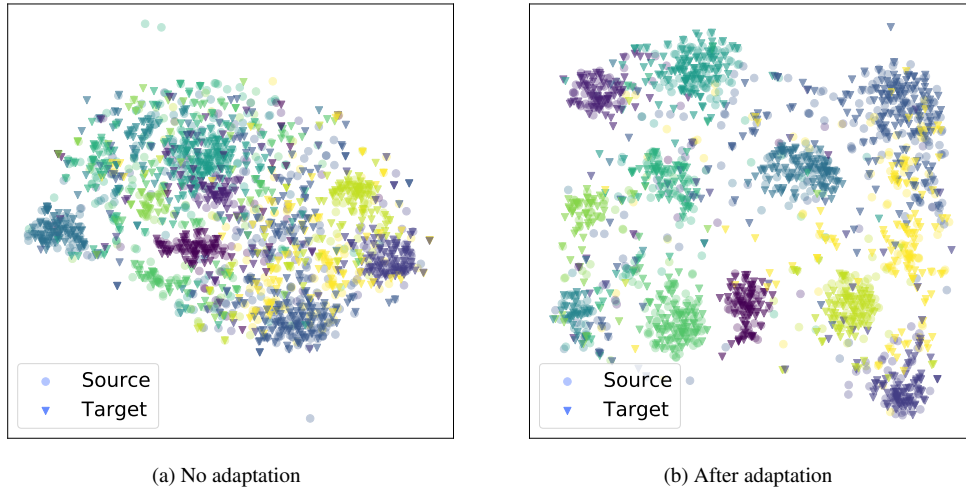 Source
Target
Source
Target
(a) No adaptation
(b) After adaptation